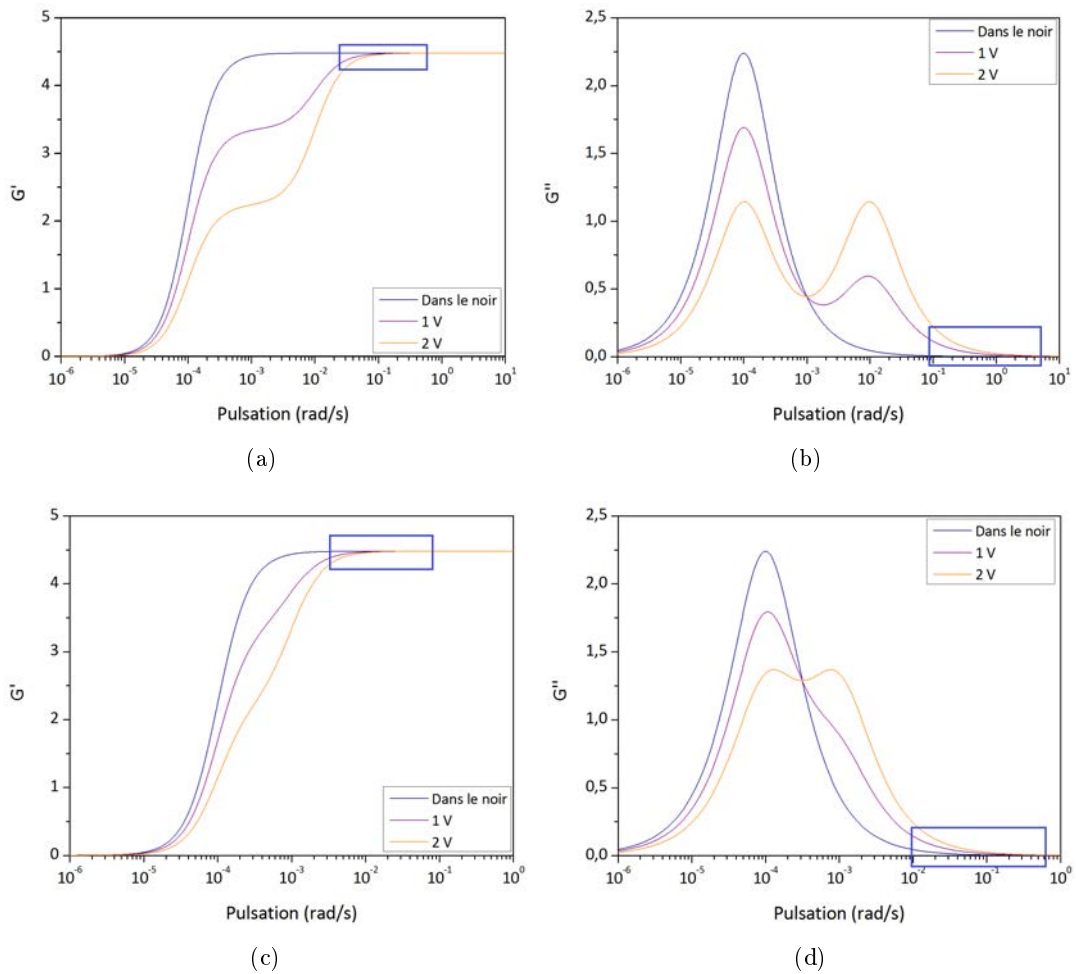 5
4
3
2
1
0
G'
10⁻⁶ 10⁻⁵ 10⁻⁴ 10⁻³ 10⁻² 10⁻¹ 10⁰ 10¹
Pulsation (rad/s)
Dans le noir
1 V
2 V
(a)
2,5
2,0
1,5
1,0
0,5
0,0
G''
10⁻⁶ 10⁻⁵ 10⁻⁴ 10⁻³ 10⁻² 10⁻¹ 10⁰ 10¹
Pulsation (rad/s)
Dans le noir
1 V
2 V
(b)
5
4
3
2
1
0
G'
10⁻⁶ 10⁻⁵ 10⁻⁴ 10⁻³ 10⁻² 10⁻¹ 10⁰
Pulsation (rad/s)
Dans le noir
1 V
2 V
(c)
2,5
2,0
1,5
1,0
0,5
0,0
G''
10⁻⁶ 10⁻⁵ 10⁻⁴ 10⁻³ 10⁻² 10⁻¹ 10⁰
Pulsation (rad/s)
Dans le noir
1 V
2 V
(d)